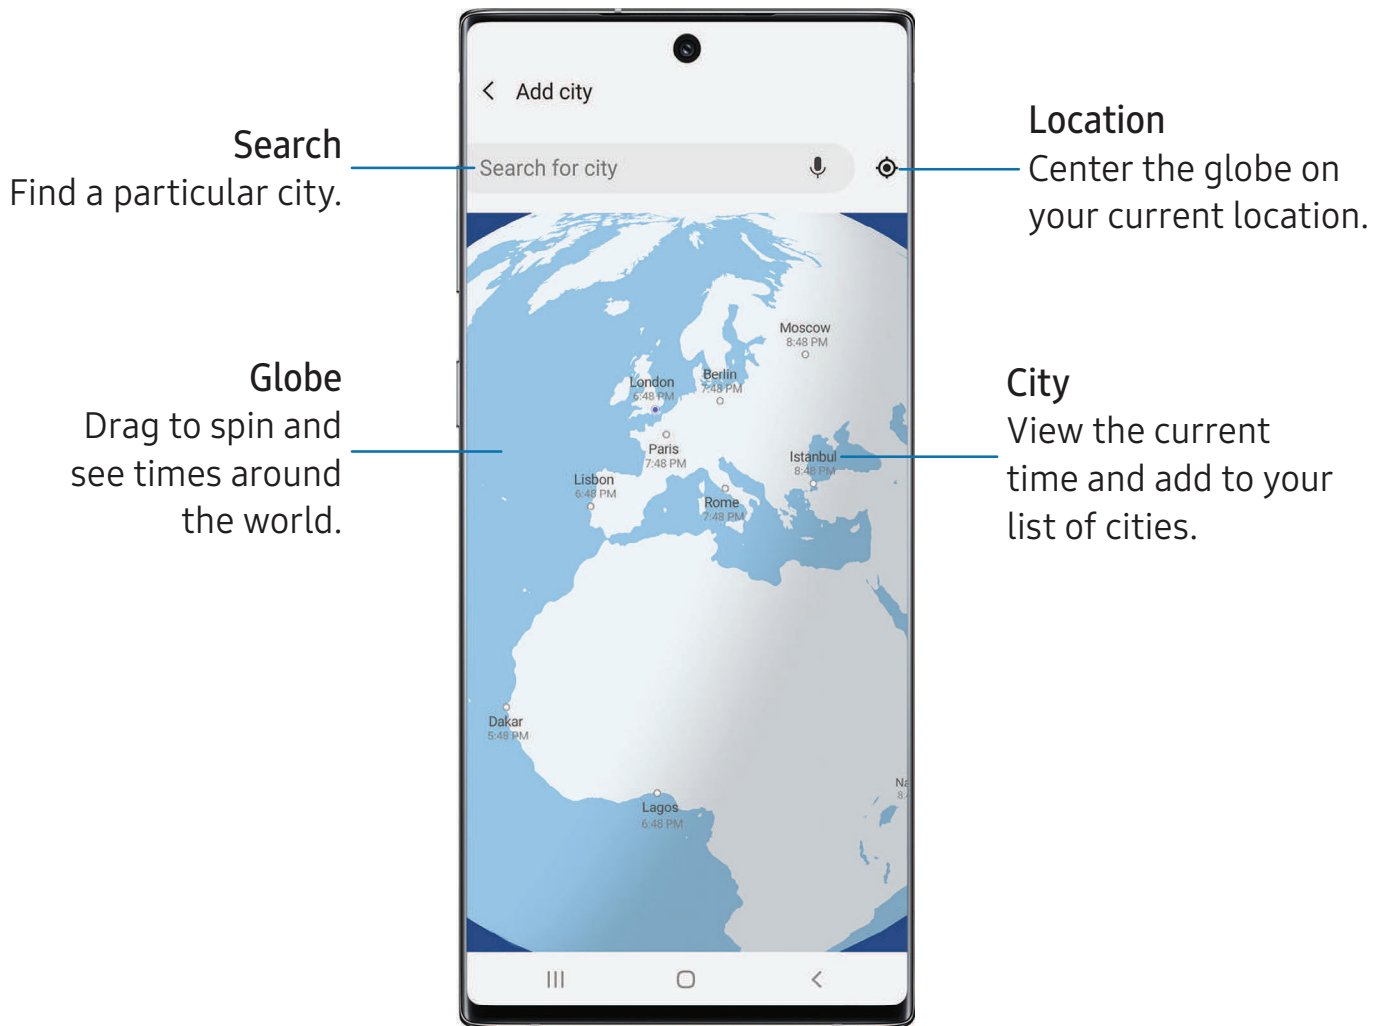 Add city
Search
Find a particular city.
Search for city
Location
Center the globe on
your current location.
Moscow
8:48 PM
Berlin
7:48 PM
London
6:48 PM
Paris
7:48 PM
Istanbul
8:48 PM
Lisbon
6:48 PM
Rome
7:48 PM
Globe
Drag to spin and
see times around
the world.
City
View the current
time and add to your
list of cities.
Dakar
5:48 PM
Na
8:4
Lagos
6:48 PM